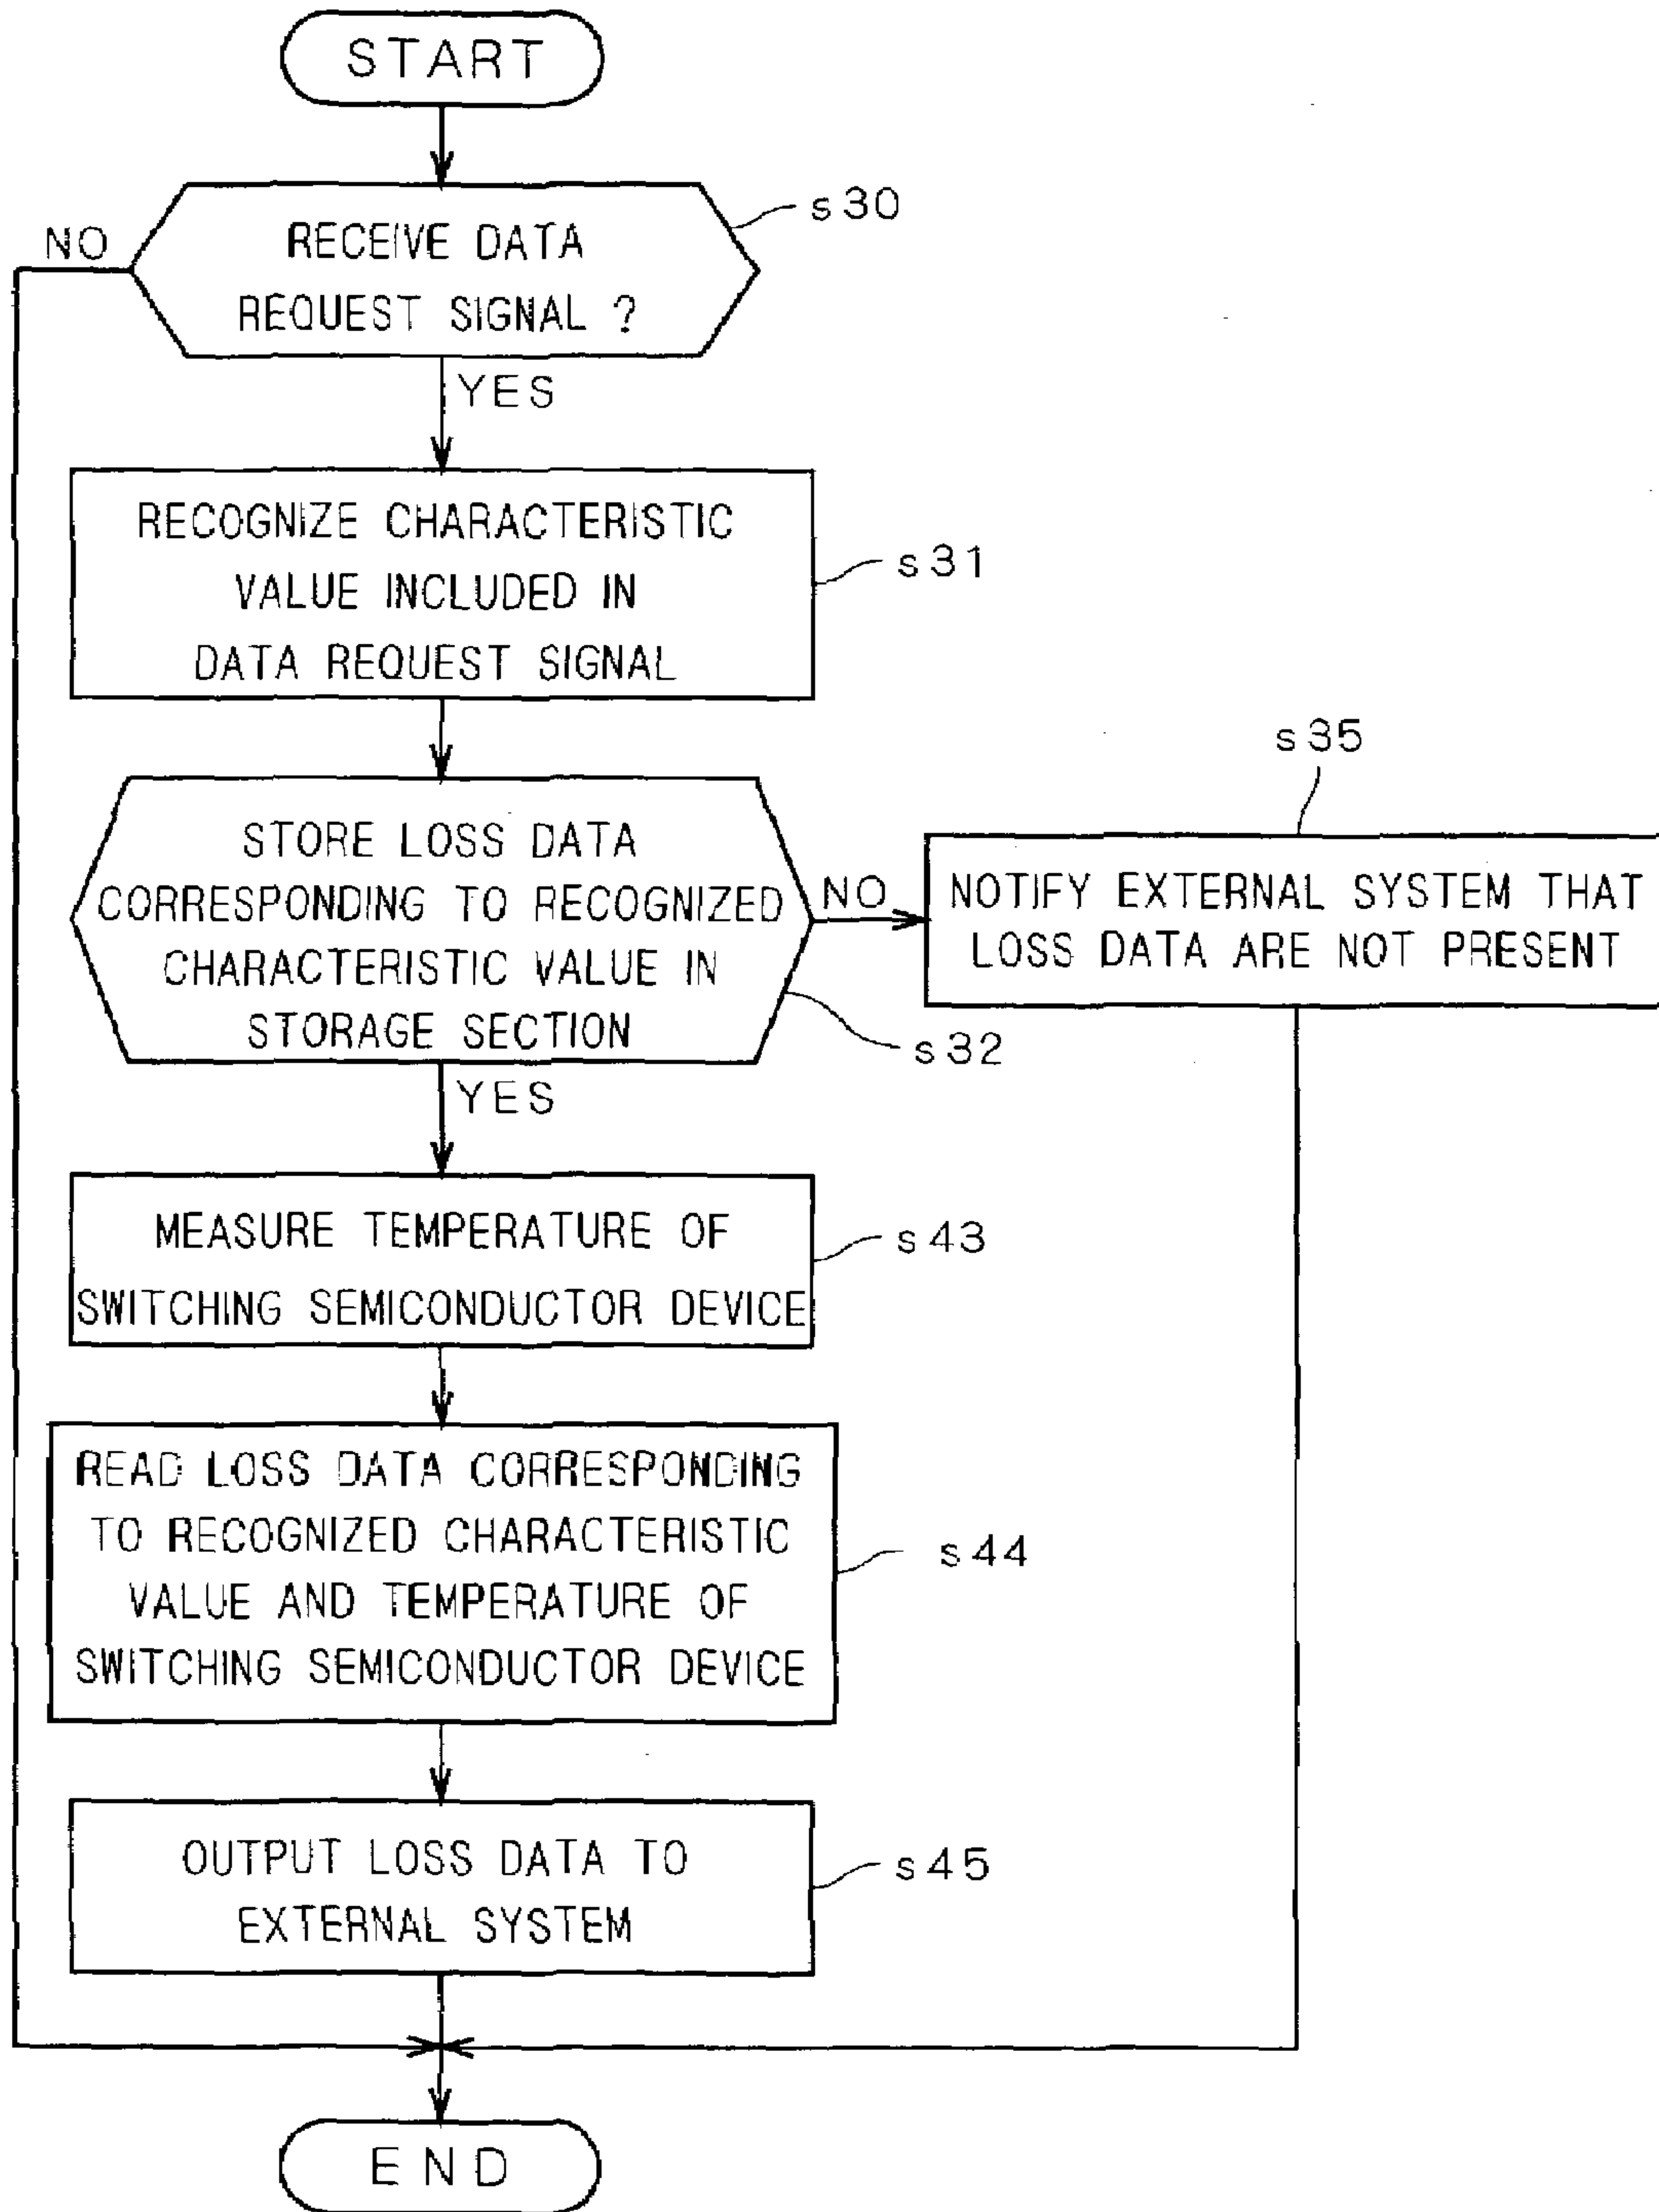 START
RECEIVE DATA
REQUEST SIGNAL ?
s30
NO
YES
RECOGNIZE CHARACTERISTIC
VALUE INCLUDED IN
DATA REQUEST SIGNAL
s31
STORE LOSS DATA
CORRESPONDING TO RECOGNIZED
CHARACTERISTIC VALUE IN
STORAGE SECTION
s32
NO
s35
NOTIFY EXTERNAL SYSTEM THAT
LOSS DATA ARE NOT PRESENT
YES
MEASURE TEMPERATURE OF
SWITCHING SEMICONDUCTOR DEVICE
s43
READ LOSS DATA CORRESPONDING
TO RECOGNIZED CHARACTERISTIC
VALUE AND TEMPERATURE OF
SWITCHING SEMICONDUCTOR DEVICE
s44
OUTPUT LOSS DATA TO
EXTERNAL SYSTEM
s45
END